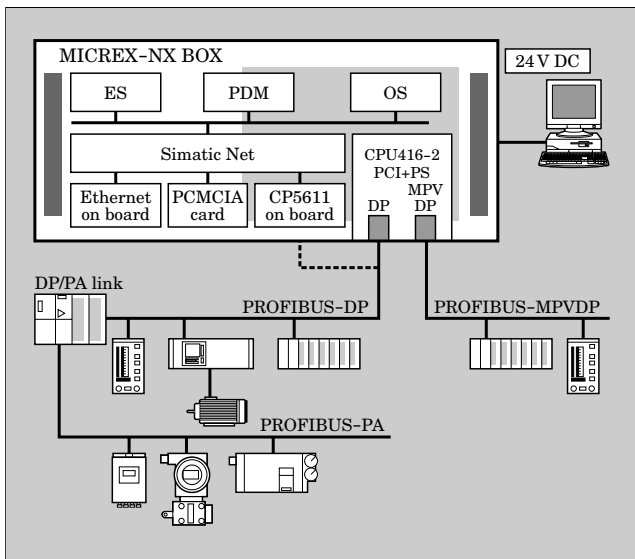 MICREX-NX BOX
24V DC
ES
PDM
OS
Simatic Net
CPU416-2
PCI+PS
MPV
DP
DP
Ethernet
on board
PCMCIA
card
CP5611
on board
DP/PA link
PROFIBUS-DP
PROFIBUS-MPVDP
PROFIBUS-PA